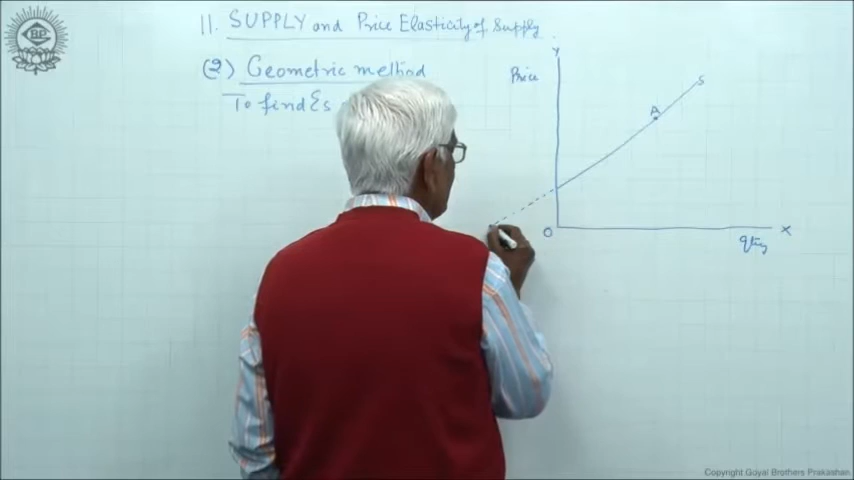 11. SUPPLY and Price Elasticity of Supply
(2) Geometric method
To find Es
Y
Price
S
A
O
X
qty
BP
Copyright Goyal Brothers Prakashan